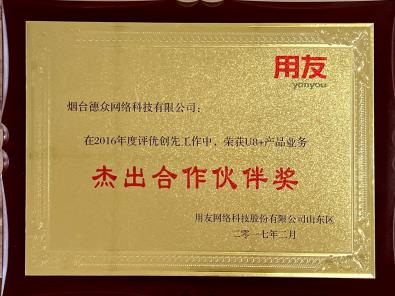 用友
yonyou
烟台德众网络科技有限公司：
在2016年度评优创先工作中，荣获U8+产品业务
杰出合作伙伴奖
用友网络科技股份有限公司山东区
二零一七年二月